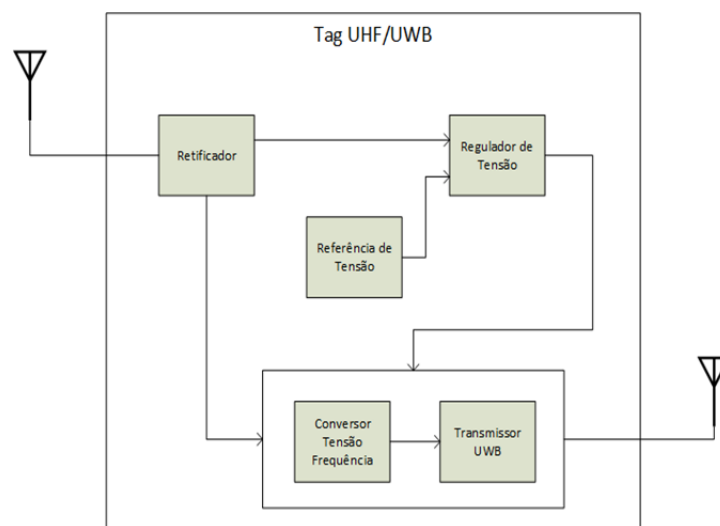 Tag UHF/UWB
Retificador
Regulador de
Tensão
Referência de
Tensão
Conversor
Tensão
Frequência
Transmissor
UWB